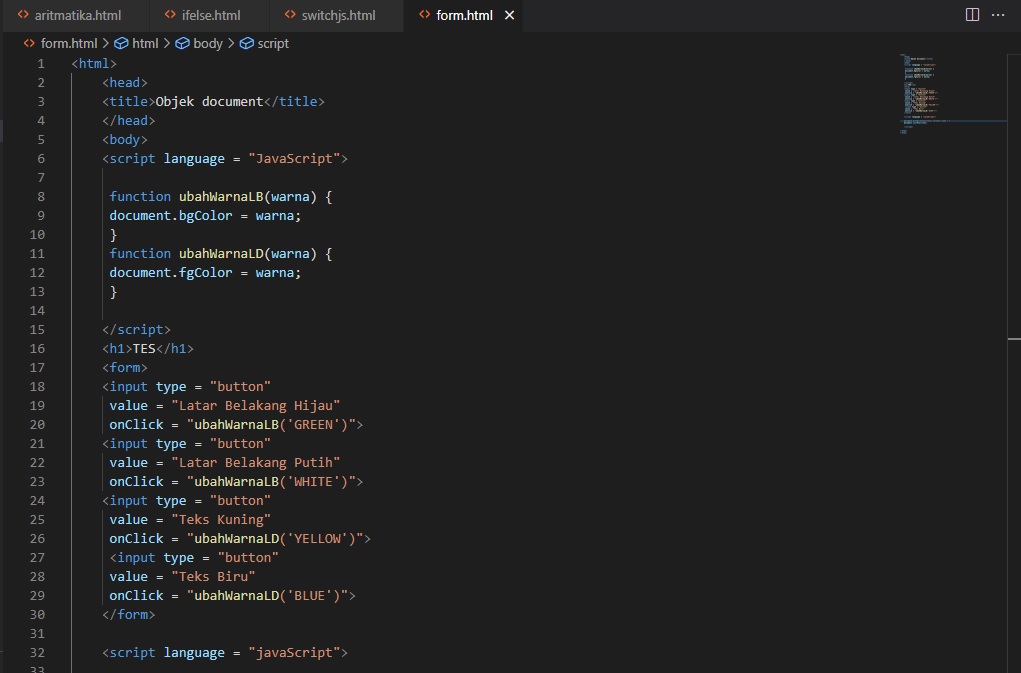 aritmatika.html ifelse.html switchjs.html form.html
form.html > html > body > script
1 <html>
2 <head>
3 <title>Objek document</title>
4 </head>
5 <body>
6 <script language = "JavaScript">
7
8 function ubahWarnaLB(warna) {
9 document.bgColor = warna;
10 }
11 function ubahWarnaLD(warna) {
12 document.fgColor = warna;
13 }
14
15 </script>
16 <h1>TES</h1>
17 <form>
18 <input type = "button"
19 value = "Latar Belakang Hijau"
20 onClick = "ubahWarnaLB('GREEN')">
21 <input type = "button"
22 value = "Latar Belakang Putih"
23 onClick = "ubahWarnaLB('WHITE')">
24 <input type = "button"
25 value = "Teks Kuning"
26 onClick = "ubahWarnaLD('YELLOW')">
27 <input type = "button"
28 value = "Teks Biru"
29 onClick = "ubahWarnaLD('BLUE')">
30 </form>
31
32 <script language = "javaScript">
33